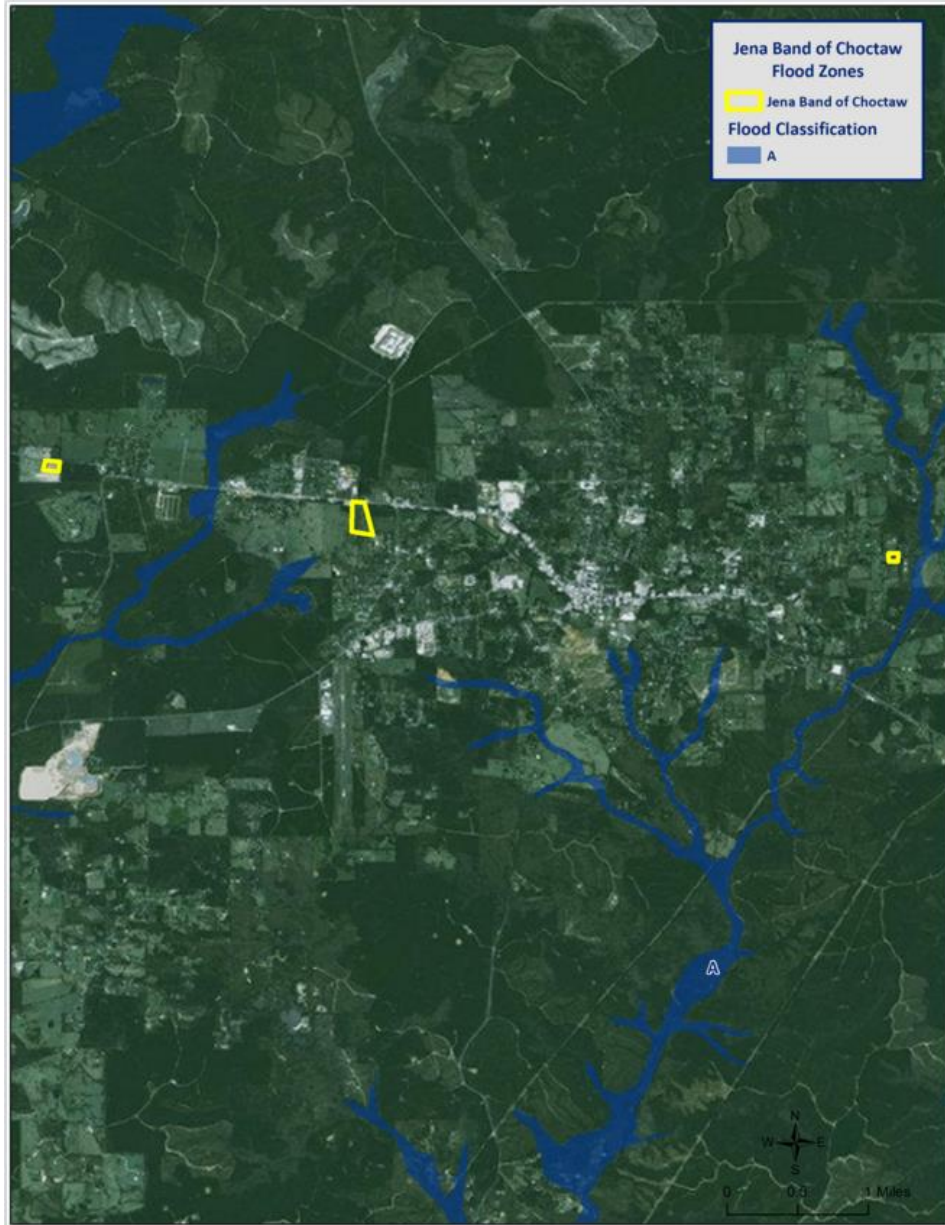 Jena Band of Choctaw
Flood Zones
Jena Band of Choctaw
Flood Classification
A
A
N
W E
S
0 0.5 1 Miles